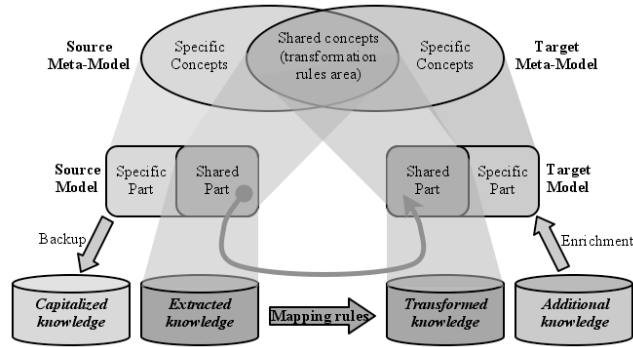 Source
Meta-Model
Specific
Concepts
Shared concepts
(transformation
rules area)
Specific
Concepts
Target
Meta-Model
Source
Model
Specific
Part
Shared
Part
Shared
Part
Specific
Part
Target
Model
Backup
Enrichment
Capitalized
knowledge
Extracted
knowledge
Mapping rules
Transformed
knowledge
Additional
knowledge